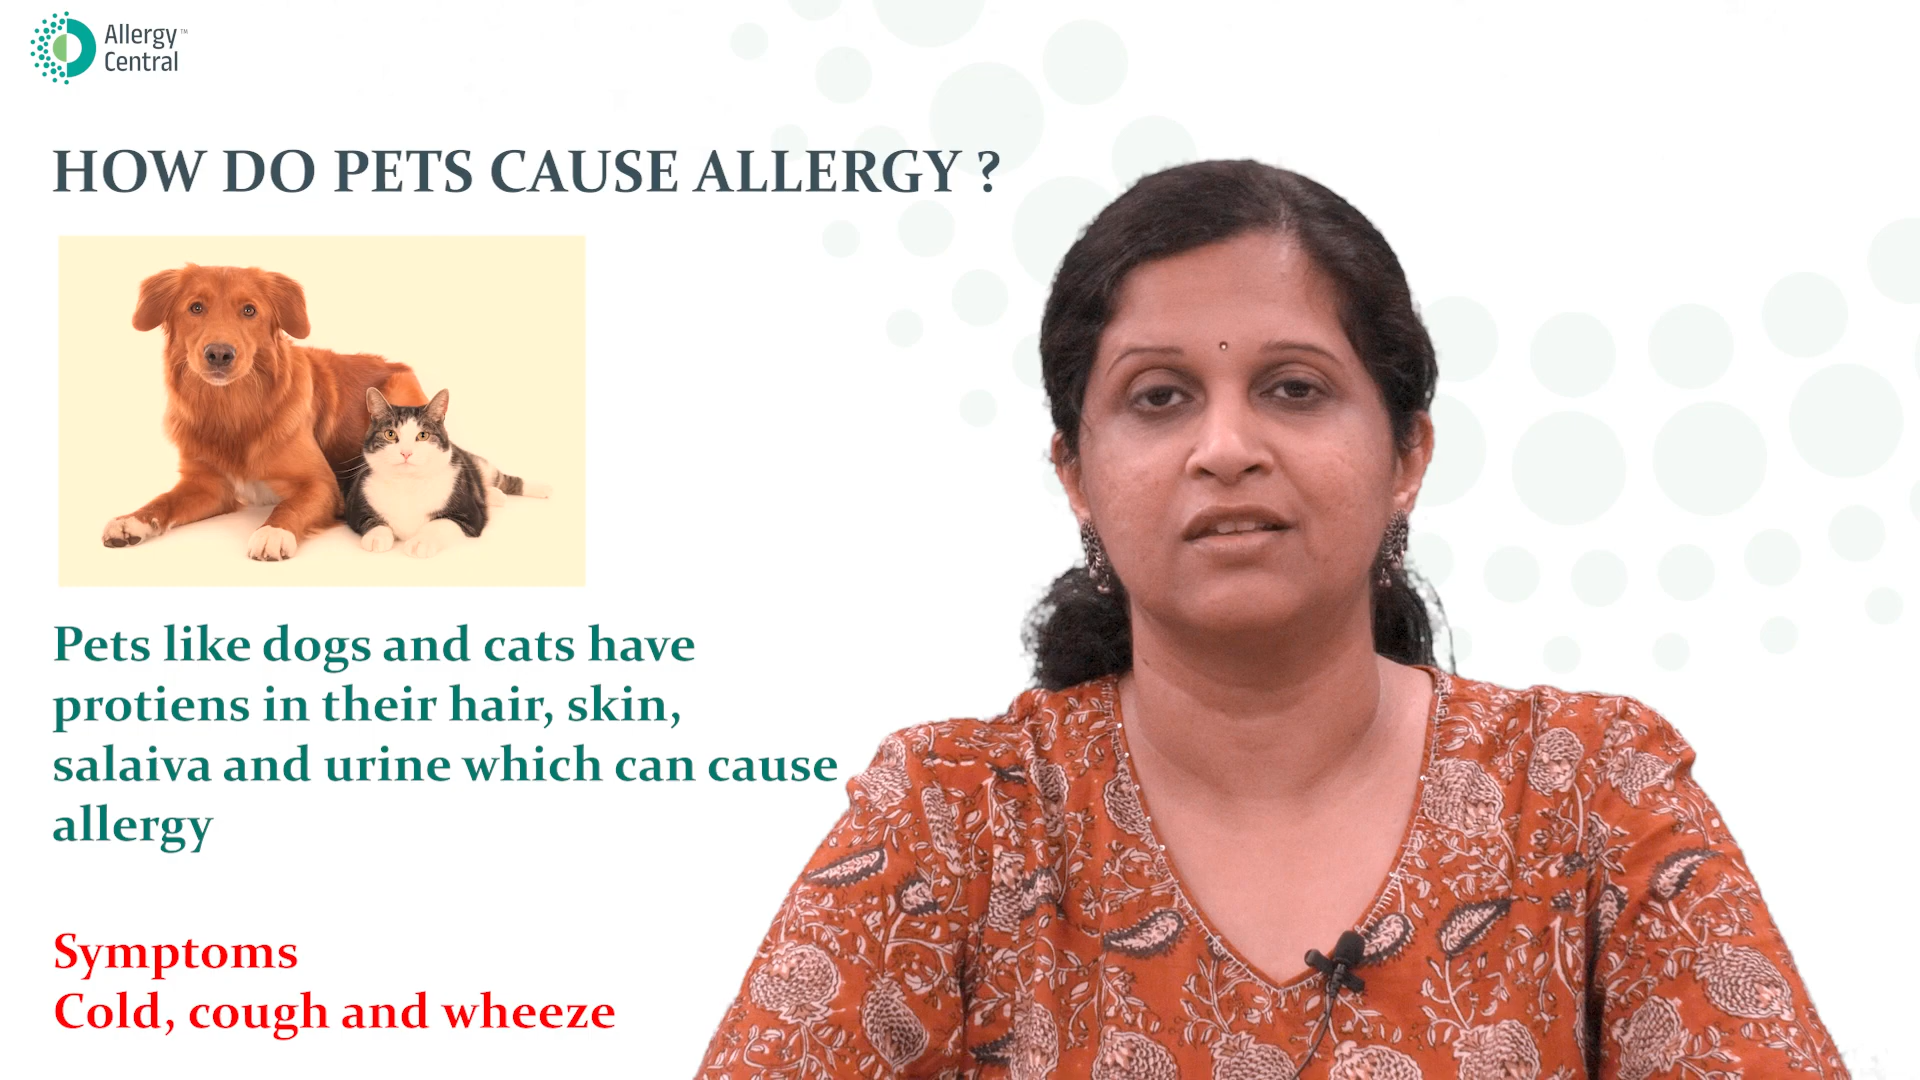 Allergy™
Central
HOW DO PETS CAUSE ALLERGY ?
Pets like dogs and cats have
protiens in their hair, skin,
salaiva and urine which can cause
allergy
Symptoms
Cold, cough and wheeze